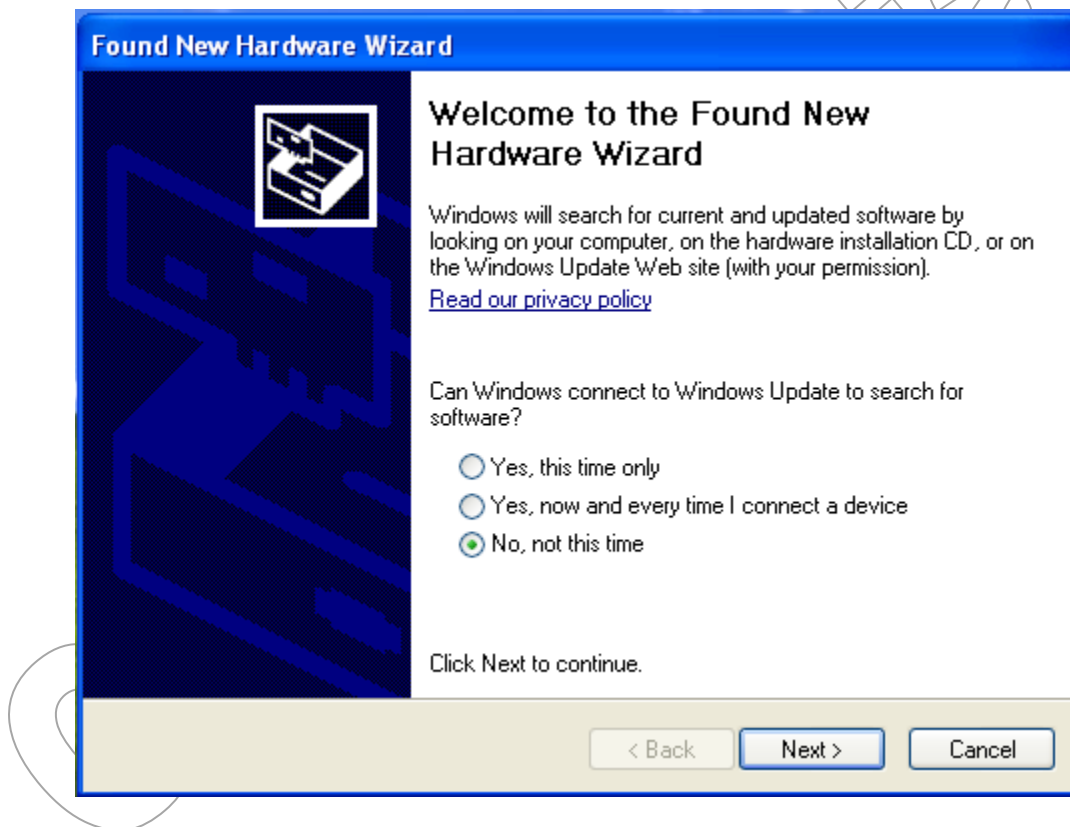 Found New Hardware Wizard
Welcome to the Found New
Hardware Wizard
Windows will search for current and updated software by
looking on your computer, on the hardware installation CD, or on
the Windows Update Web site (with your permission).
Read our privacy policy
Can Windows connect to Windows Update to search for
software?
Yes, this time only
Yes, now and every time I connect a device
No, not this time
Click Next to continue.
< Back Next > Cancel